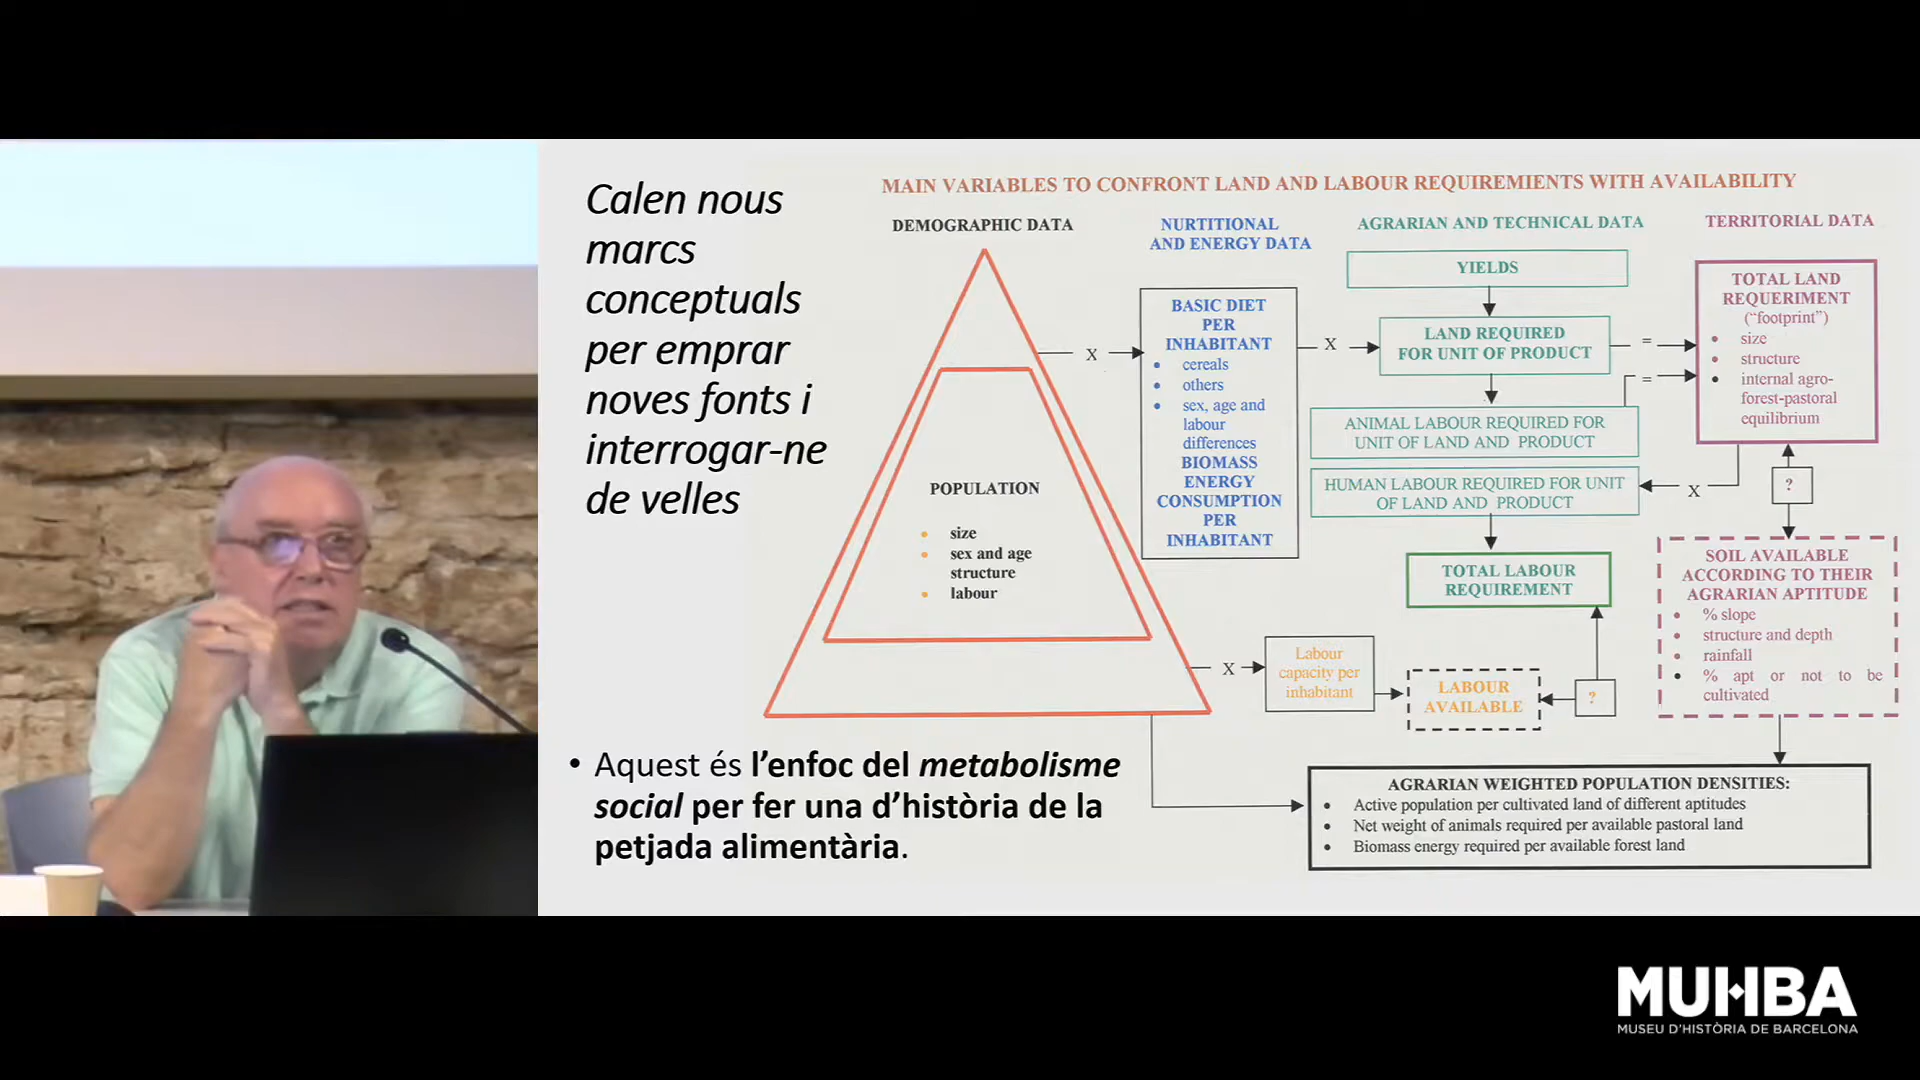 Calen nous
marcs
conceptuals
per emprar
noves fonts i
interrogar-ne
de velles
MAIN VARIABLES TO CONFRONT LAND AND LABOUR REQUIREMENTS WITH AVAILABILITY
DEMOGRAPHIC DATA
POPULATION
• size
• sex and age
structure
• labour
NURTITIONAL
AND ENERGY DATA
BASIC DIET
PER
INHABITANT
• cereals
• others
• sex, age and
labour
differences
BIOMASS
ENERGY
CONSUMPTION
PER
INHABITANT
X
X
AGRARIAN AND TECHNICAL DATA
YIELDS
LAND REQUIRED
FOR UNIT OF PRODUCT
=
=
ANIMAL LABOUR REQUIRED FOR
UNIT OF LAND AND PRODUCT
HUMAN LABOUR REQUIRED FOR UNIT
OF LAND AND PRODUCT
X
TOTAL LABOUR
REQUIREMENT
X
Labour
capacity per
inhabitant
LABOUR
AVAILABLE
?
TERRITORIAL DATA
TOTAL LAND
REQUERIMENT
(“footprint”)
• size
• structure
• internal agro-
forest-pastoral
equilibrium
?
SOIL AVAILABLE
ACCORDING TO THEIR
AGRARIAN APTITUDE
• % slope
• structure and depth
• rainfall
• % apt or not to be
cultivated
AGRARIAN WEIGHTED POPULATION DENSITIES:
• Active population per cultivated land of different aptitudes
• Net weight of animals required per available pastoral land
• Biomass energy required per available forest land
• Aquest és l’enfoc del metabolisme
social per fer una d’història de la
petjada alimentària.
MUHBA
MUSEU D'HISTÒRIA DE BARCELONA